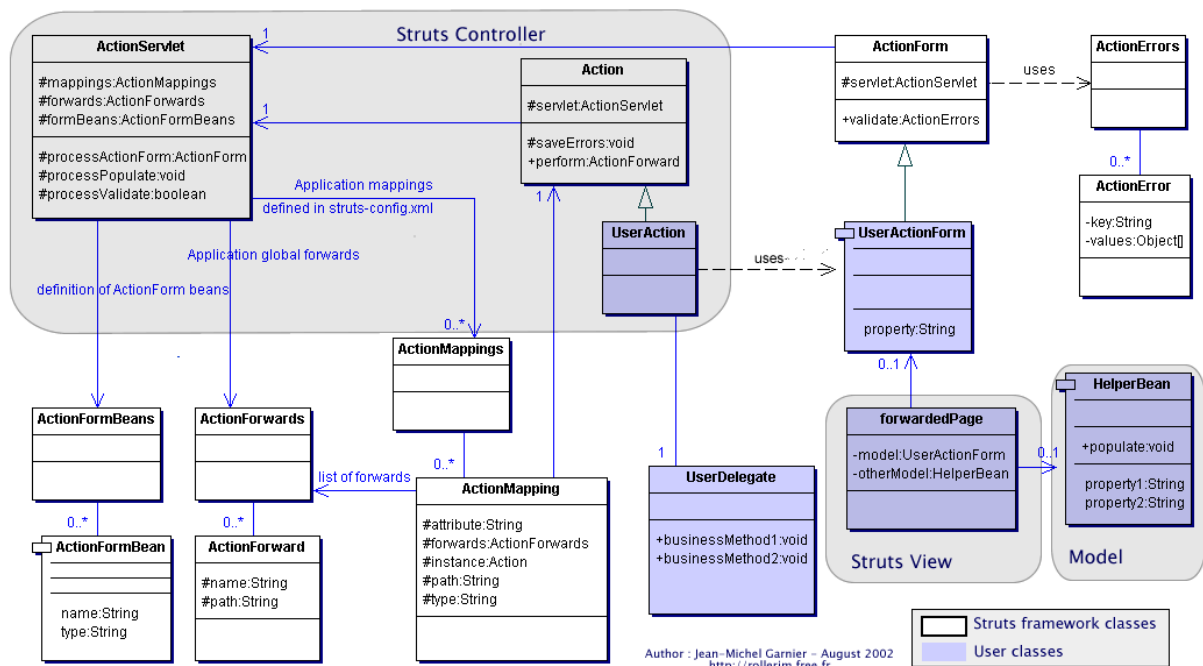 Struts Controller
ActionServlet
#mappings:ActionMappings
#forwards:ActionForwards
#formBeans:ActionFormBeans
#processActionForm:ActionForm
#processPopulate:void
#processValidate:boolean
1
1
Action
#servlet:ActionServlet
#saveErrors:void
+perform:ActionForward
ActionForm
#servlet:ActionServlet
+validate:ActionErrors
uses
ActionErrors
0..*
ActionError
-key:String
-values:Object[]
Application mappings
defined in struts-config.xml
1
UserAction
uses
UserActionForm
property:String
Application global forwards
definition of ActionForm beans
0..*
ActionMappings
0..1
HelperBean
+populate:void
property1:String
property2:String
ActionFormBeans
ActionForwards
forwardedPage
-model:UserActionForm
-otherModel:HelperBean
0..1
0..*
1
list of forwards
ActionMapping
#attribute:String
#forwards:ActionForwards
#instance:Action
#path:String
#type:String
UserDelegate
+businessMethod1:void
+businessMethod2:void
0..*
0..*
ActionFormBean
name:String
type:String
ActionForward
#name:String
#path:String
Struts View
Model
Struts framework classes
User classes
Author : Jean-Michel Garnier - August 2002
http://rollerjm.free.fr